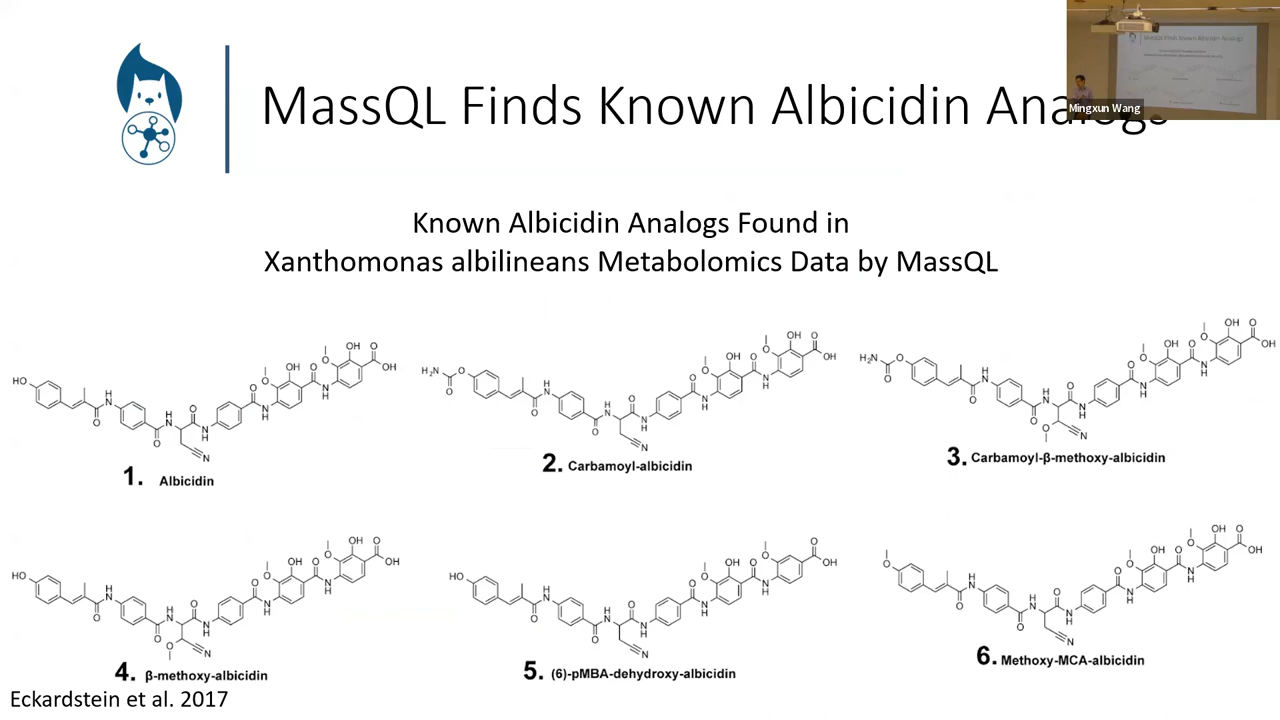 MassQL Finds Known Albicidin Analogs
Mingxun Wang
Known Albicidin Analogs Found in
Xanthomonas albilineans Metabolomics Data by MassQL
1. Albicidin
2. Carbamoyl-albicidin
3. Carbamoyl-β-methoxy-albicidin
4. β-methoxy-albicidin
5. (6)-pMBA-dehydroxy-albicidin
6. Methoxy-MCA-albicidin
Eckardstein et al. 2017